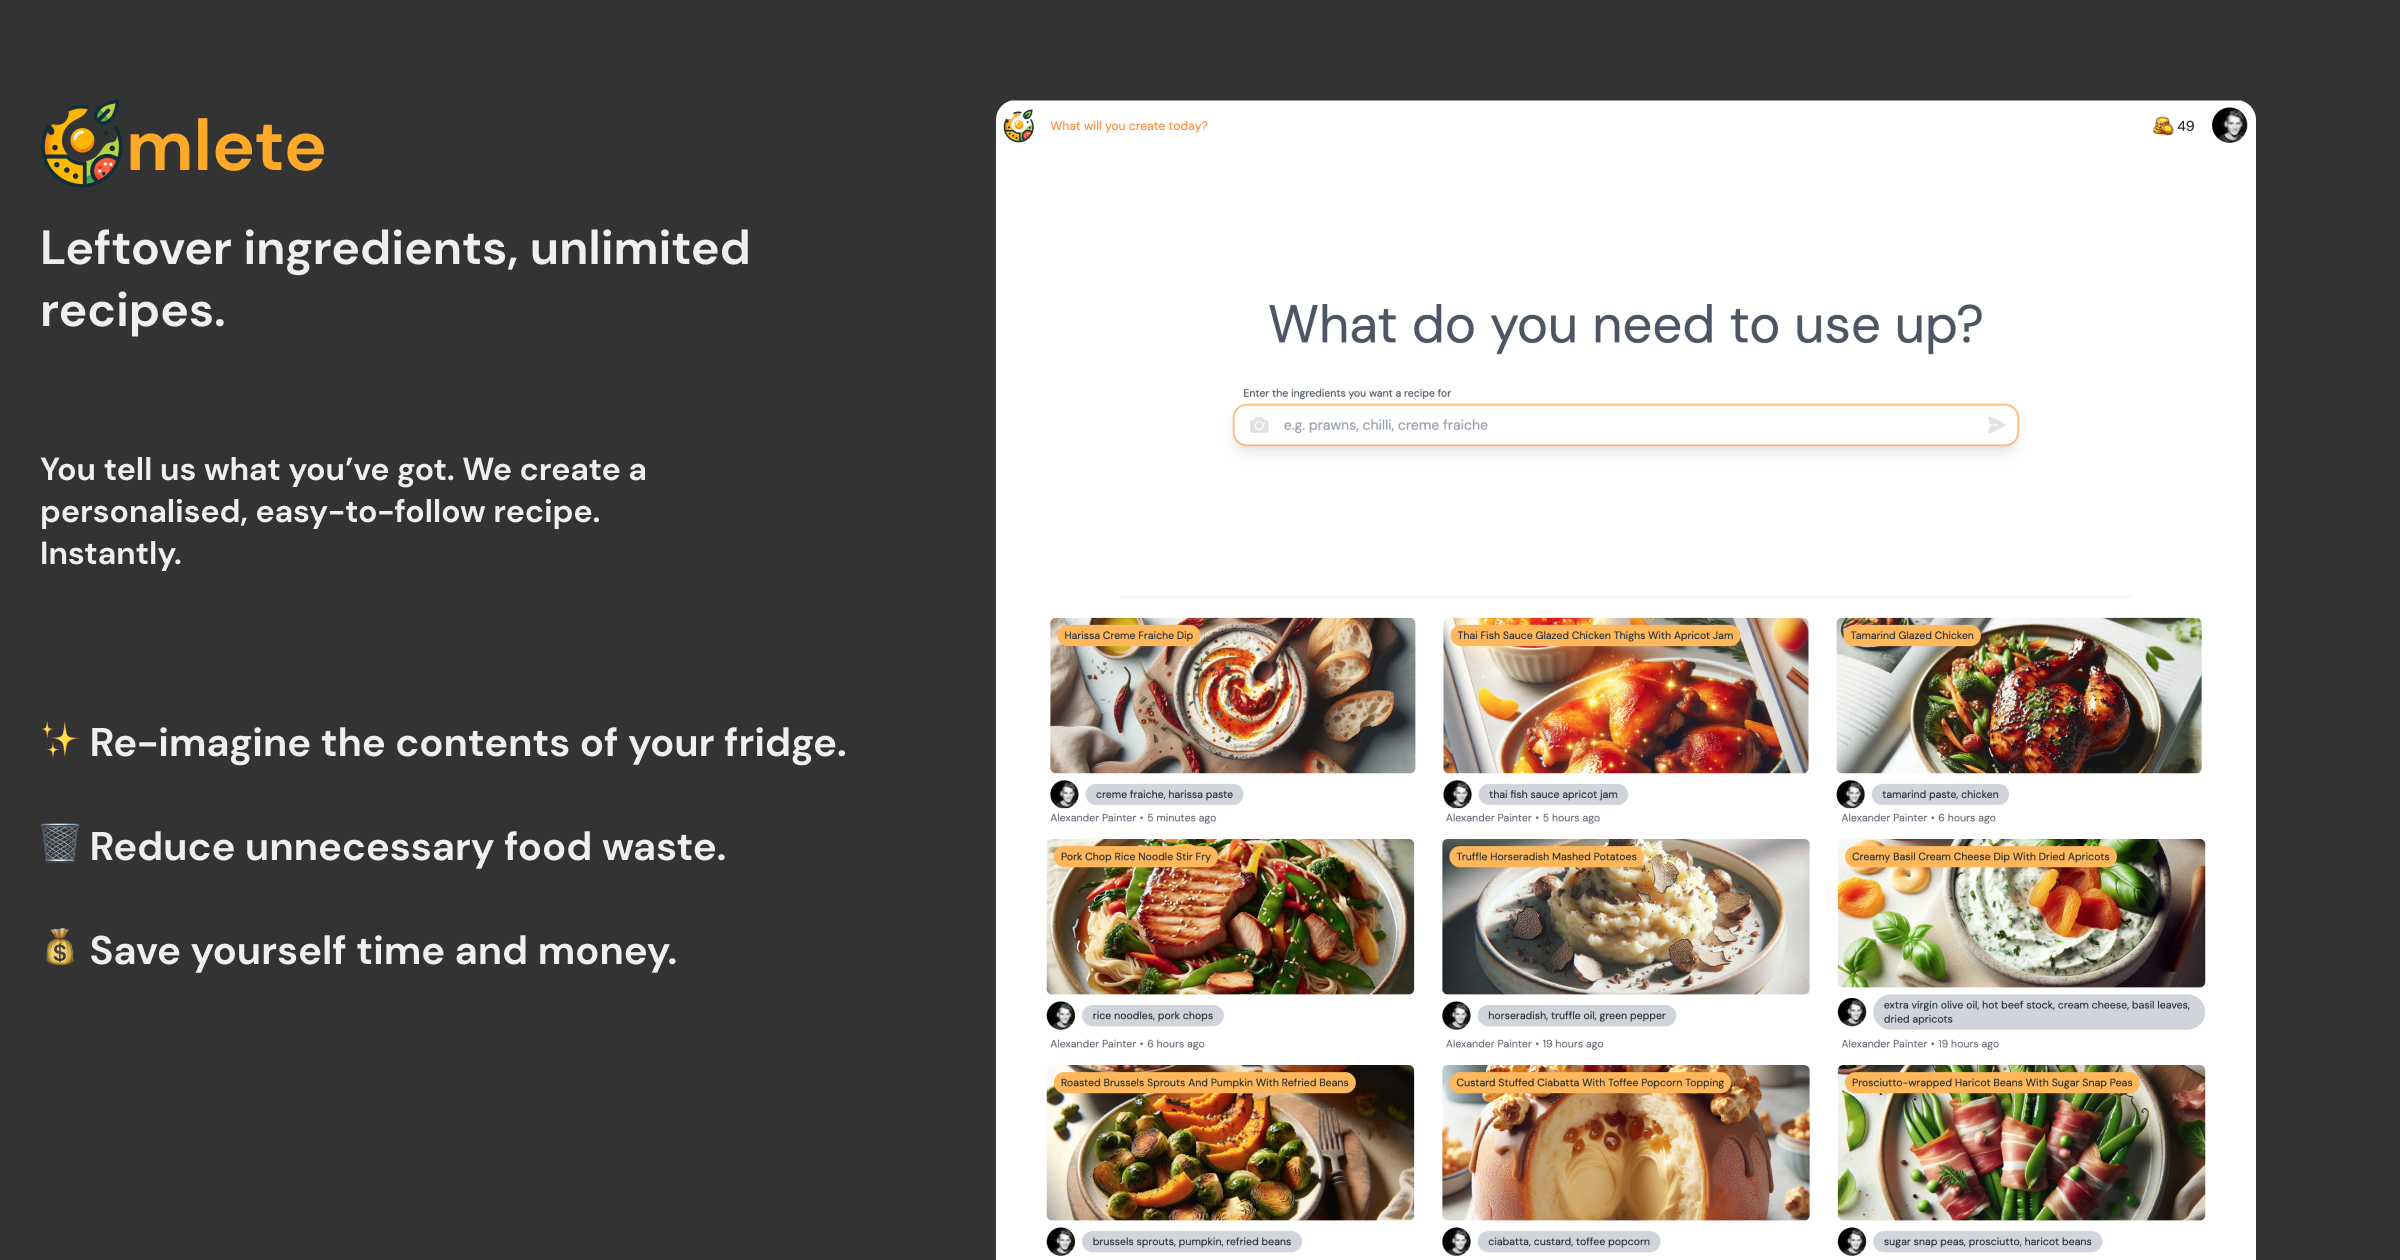 mlete
Leftover ingredients, unlimited
recipes.
You tell us what you’ve got. We create a
personalised, easy-to-follow recipe.
Instantly.
Re-imagine the contents of your fridge.
Reduce unnecessary food waste.
Save yourself time and money.
What will you create today?
49
What do you need to use up?
Enter the ingredients you want a recipe for
e.g. prawns, chilli, creme fraiche
Harissa Creme Fraiche Dip
creme fraiche, harissa paste
Alexander Painter • 5 minutes ago
Thai Fish Sauce Glazed Chicken Thighs With Apricot Jam
thai fish sauce apricot jam
Alexander Painter • 5 hours ago
Tamarind Glazed Chicken
tamarind paste, chicken
Alexander Painter • 6 hours ago
Pork Chop Rice Noodle Stir Fry
rice noodles, pork chops
Alexander Painter • 6 hours ago
Truffle Horseradish Mashed Potatoes
horseradish, truffle oil, green pepper
Alexander Painter • 19 hours ago
Creamy Basil Cream Cheese Dip With Dried Apricots
extra virgin olive oil, hot beef stock, cream cheese, basil leaves,
dried apricots
Alexander Painter • 19 hours ago
Roasted Brussels Sprouts And Pumpkin With Refried Beans
brussels sprouts, pumpkin, refried beans
Custard Stuffed Ciabatta With Toffee Popcorn Topping
ciabatta, custard, toffee popcorn
Prosciutto-wrapped Haricot Beans With Sugar Snap Peas
sugar snap peas, prosciutto, haricot beans